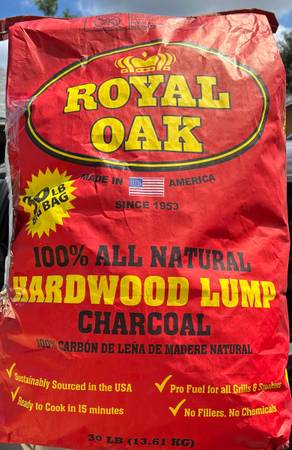 ROYAL
OAK
MADE IN AMERICA
SINCE 1953
30 LB
BIG BAG
100% ALL NATURAL
HARDWOOD LUMP
CHARCOAL
100% CARBÓN DE LEÑA DE MADERE NATURAL
Sustainably Sourced in the USA
Pro Fuel for all Grills & Smokers
Ready to Cook in 15 minutes
No Fillers, No Chemicals
30 LB (13.61 KG)